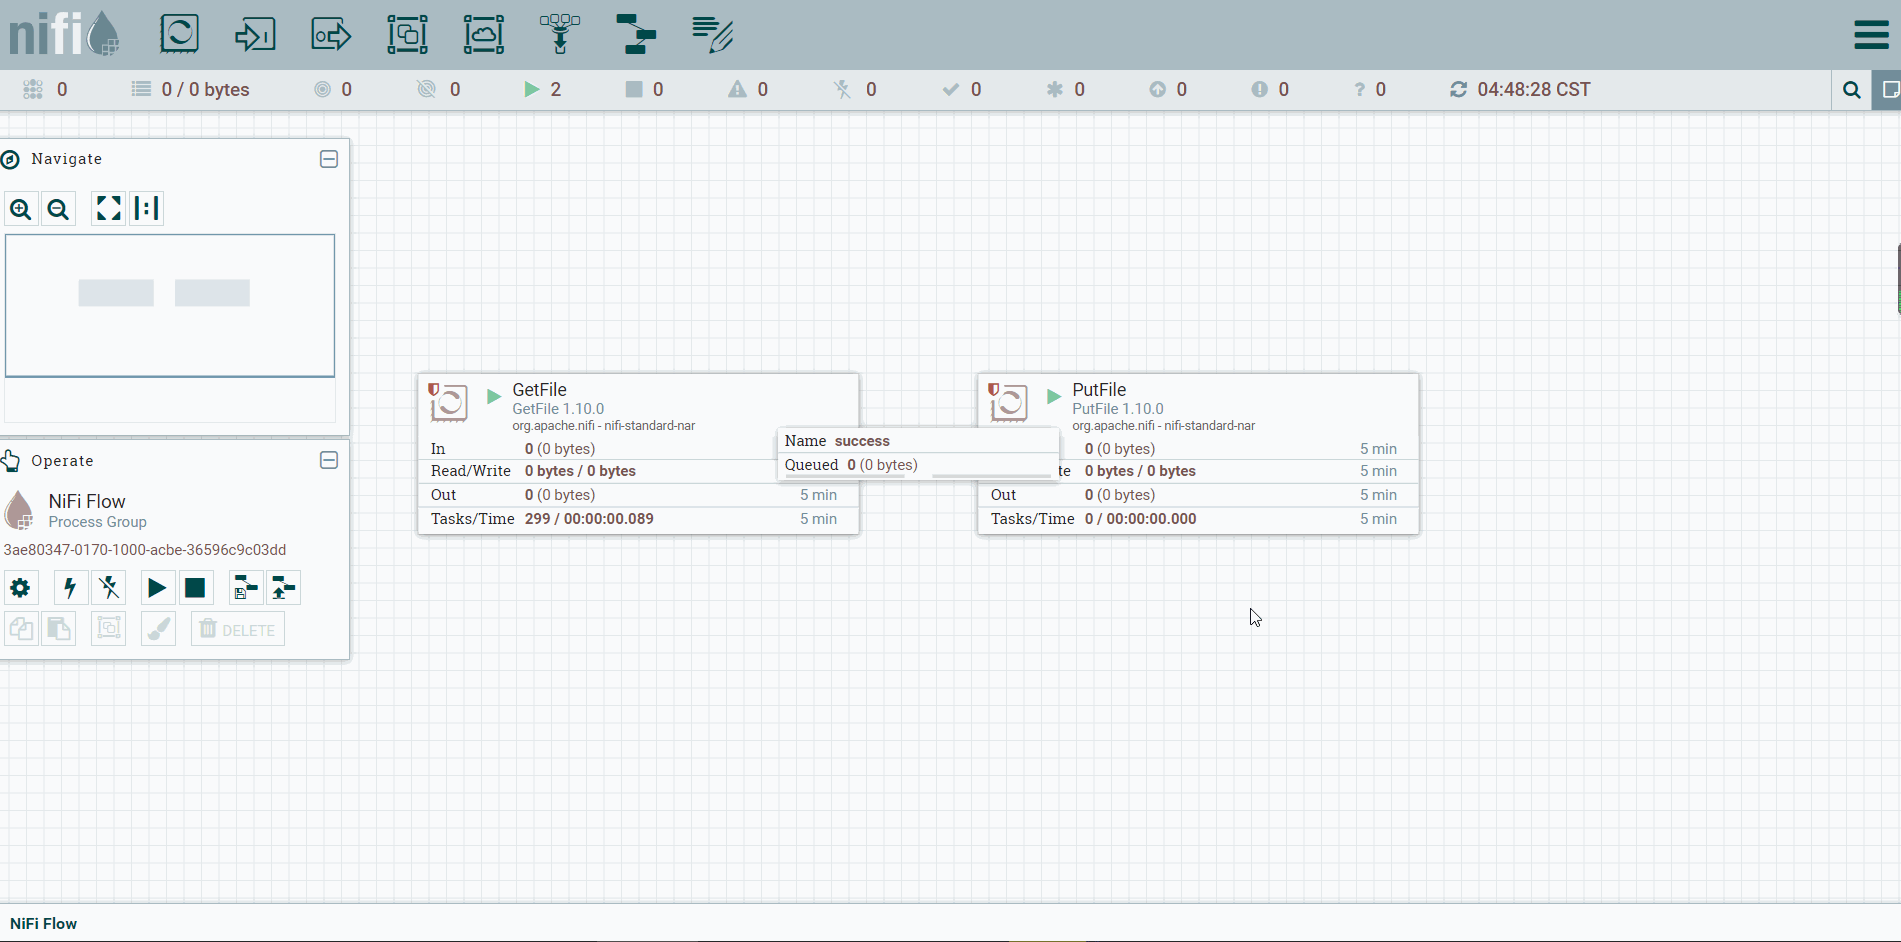 nifi
0 0 / 0 bytes 0 0 2 0 0 0 0 0 0 0 ? 0 04:48:28 CST
Navigate
Operate
NiFi Flow
Process Group
3ae80347-0170-1000-acbe-36596c9c03dd
DELETE
GetFile
GetFile 1.10.0
org.apache.nifi - nifi-standard-nar
In 0 (0 bytes)
Read/Write 0 bytes / 0 bytes
Out 0 (0 bytes) 5 min
Tasks/Time 299 / 00:00:00.089 5 min
Name success
Queued 0 (0 bytes)
PutFile
PutFile 1.10.0
org.apache.nifi - nifi-standard-nar
0 (0 bytes) 5 min
te 0 bytes / 0 bytes 5 min
Out 0 (0 bytes) 5 min
Tasks/Time 0 / 00:00:00.000 5 min
NiFi Flow